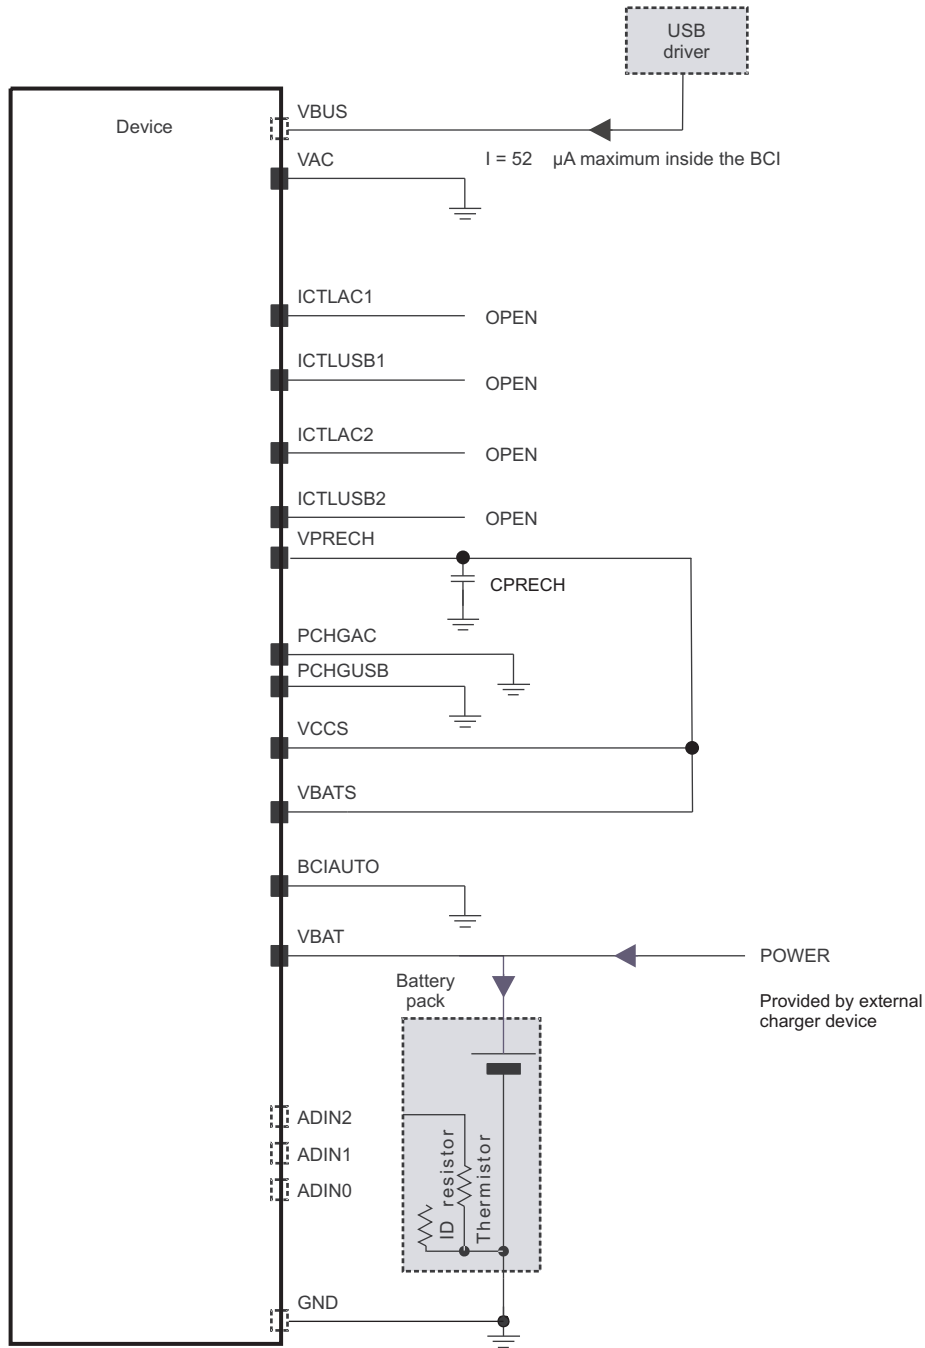 USB
driver
Device
VBUS
I = 52 µA maximum inside the BCI
VAC
ICTLAC1
OPEN
ICTLUSB1
OPEN
ICTLAC2
OPEN
ICTLUSB2
OPEN
VPRECH
CPRECH
PCHGAC
PCHGUSB
VCCS
VBATS
BCIAUTO
VBAT
POWER
Battery
pack
Provided by external
charger device
ADIN2
ADIN1
ADIN0
ID resistor
Thermistor
GND